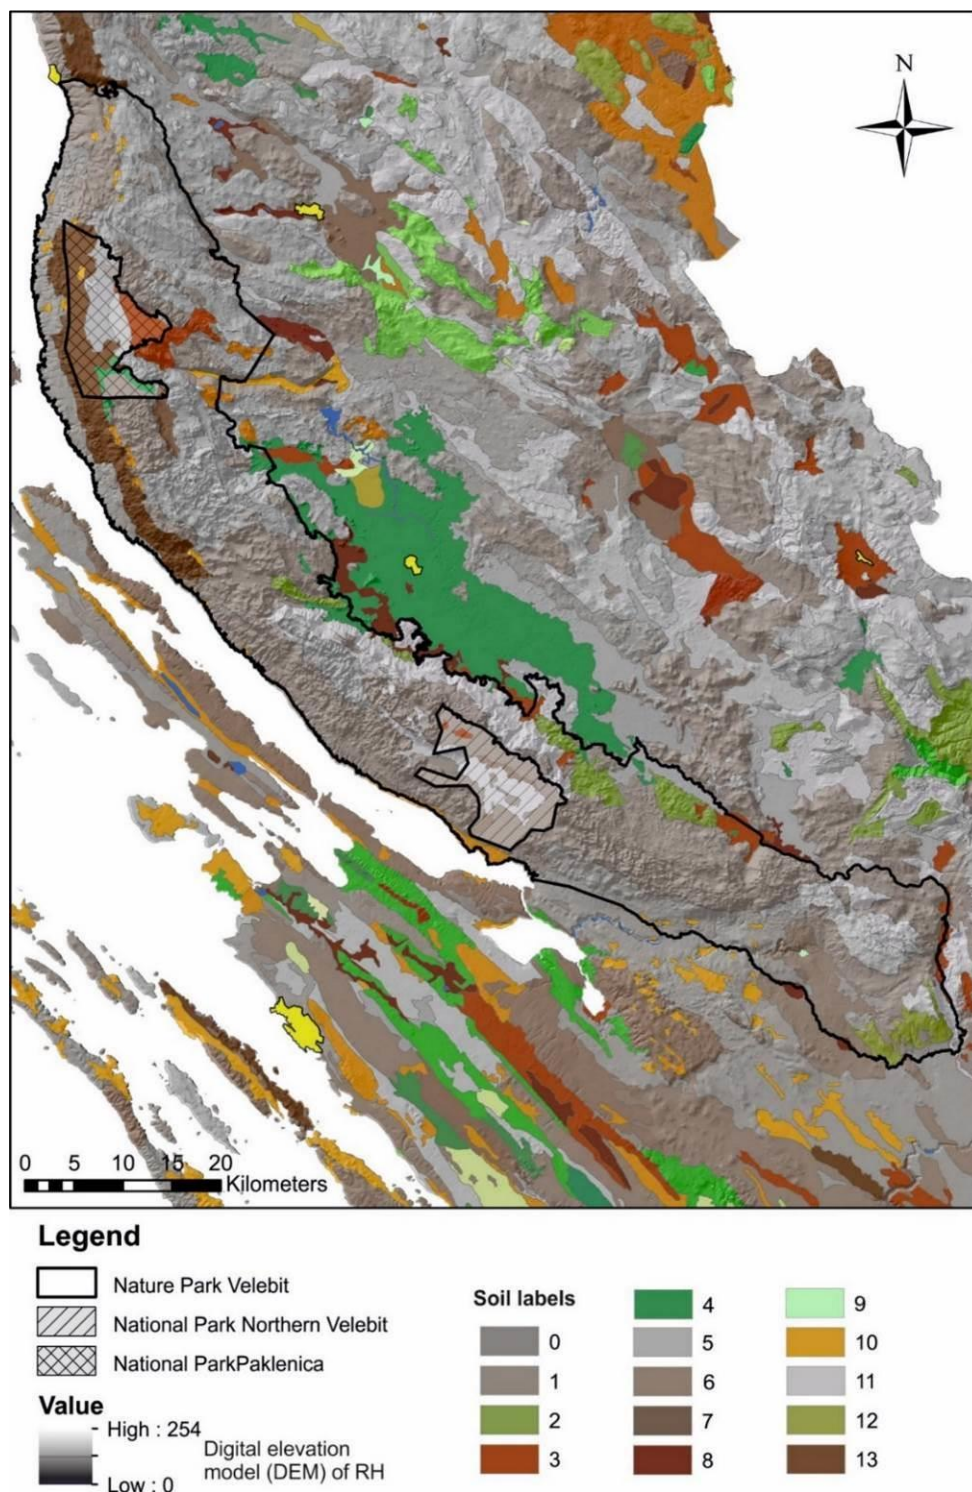 N
0 5 10 15 20
Kilometers
Legend
Nature Park Velebit
National Park Northern Velebit
National ParkPaklenica
Value
High : 254
Digital elevation
model (DEM) of RH
Low : 0
Soil labels
0
1
2
3
4
5
6
7
8
9
10
11
12
13